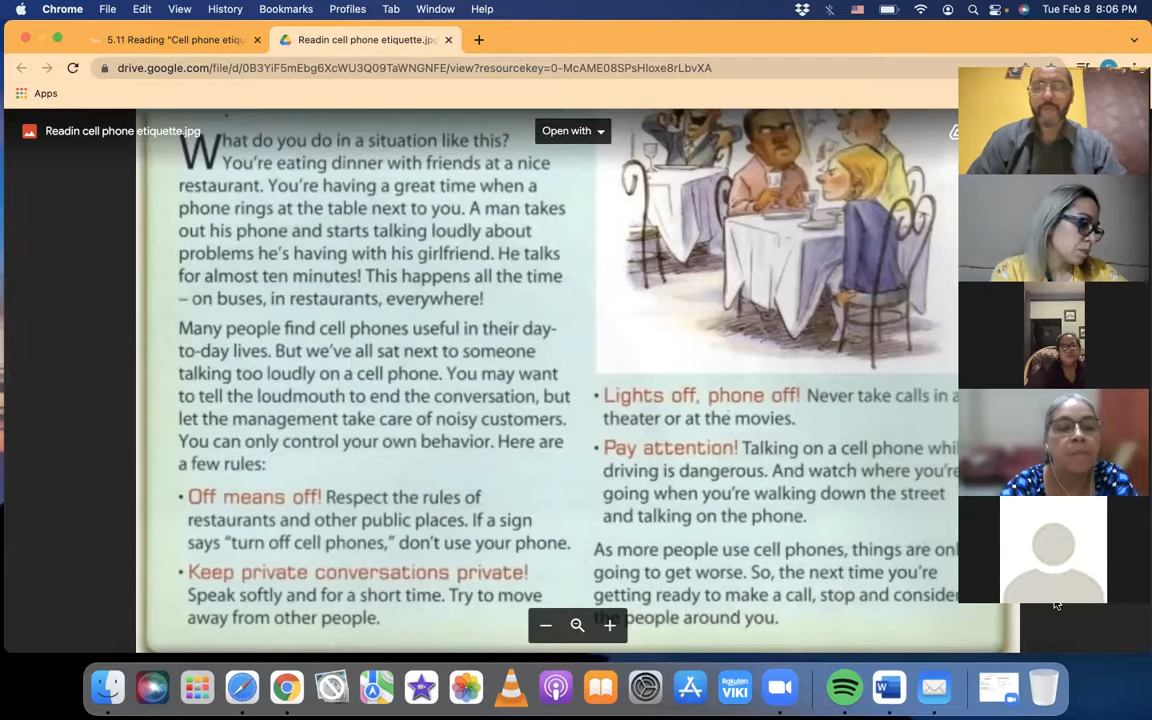 Chrome File Edit View History Bookmarks Profiles Tab Window Help Tue Feb 8 8:06 PM
5.11 Reading "Cell phone etiqu
Readin cell phone etiquette.jpg
drive.google.com/file/d/0B3YiF5mEbg6XcWU3Q09TaWNGNFE/view?resourcekey=0-McAME08SPsHloxe8rLbvXA
Apps
Readin cell phone etiquette.jpg
Open with
What do you do in a situation like this?
You're eating dinner with friends at a nice
restaurant. You're having a great time when a
phone rings at the table next to you. A man takes
out his phone and starts talking loudly about
problems he's having with his girlfriend. He talks
for almost ten minutes! This happens all the time
– on buses, in restaurants, everywhere!
Many people find cell phones useful in their day-
to-day lives. But we've all sat next to someone
talking too loudly on a cell phone. You may want
to tell the loudmouth to end the conversation, but
let the management take care of noisy customers.
You can only control your own behavior. Here are
a few rules:
• Off means off! Respect the rules of
restaurants and other public places. If a sign
says "turn off cell phones," don't use your phone.
• Keep private conversations private!
Speak softly and for a short time. Try to move
away from other people.
• Lights off, phone off! Never take calls in a
theater or at the movies.
• Pay attention! Talking on a cell phone whi
driving is dangerous. And watch where you're
going when you're walking down the street
and talking on the phone.
As more people use cell phones, things are onl
going to get worse. So, the next time you're
getting ready to make a call, stop and conside
the people around you.
Rakuten
VIKI
W